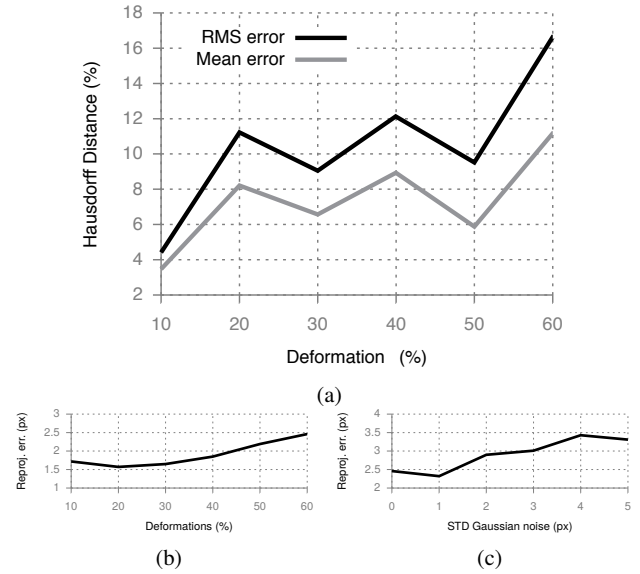 18
16
14
12
10
8
6
4
2
Hausdorff Distance (%)
RMS error
Mean error
10 20 30 40 50 60
Deformation (%)
(a)
3
2.5
2
1.5
1
Reproj. err. (px)
10 20 30 40 50 60
Deformations (%)
(b)
4
3.5
3
2.5
2
Reproj. err. (px)
0 1 2 3 4 5
STD Gaussian noise (px)
(c)